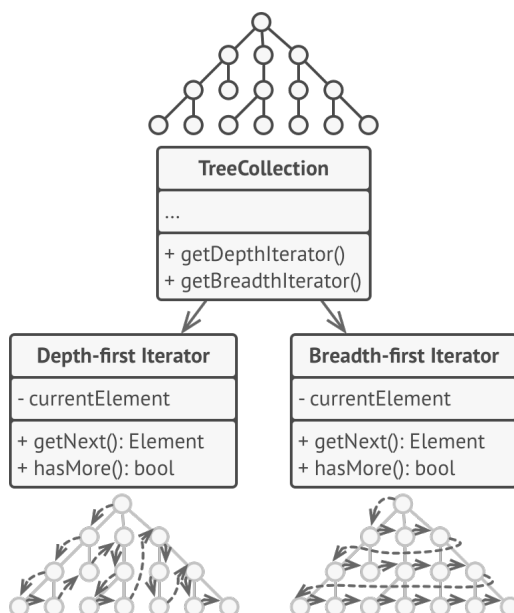 TreeCollection
...
+ getDepthIterator()
+ getBreadthIterator()
Depth-first Iterator
- currentElement
+ getNext(): Element
+ hasMore(): bool
Breadth-first Iterator
- currentElement
+ getNext(): Element
+ hasMore(): bool